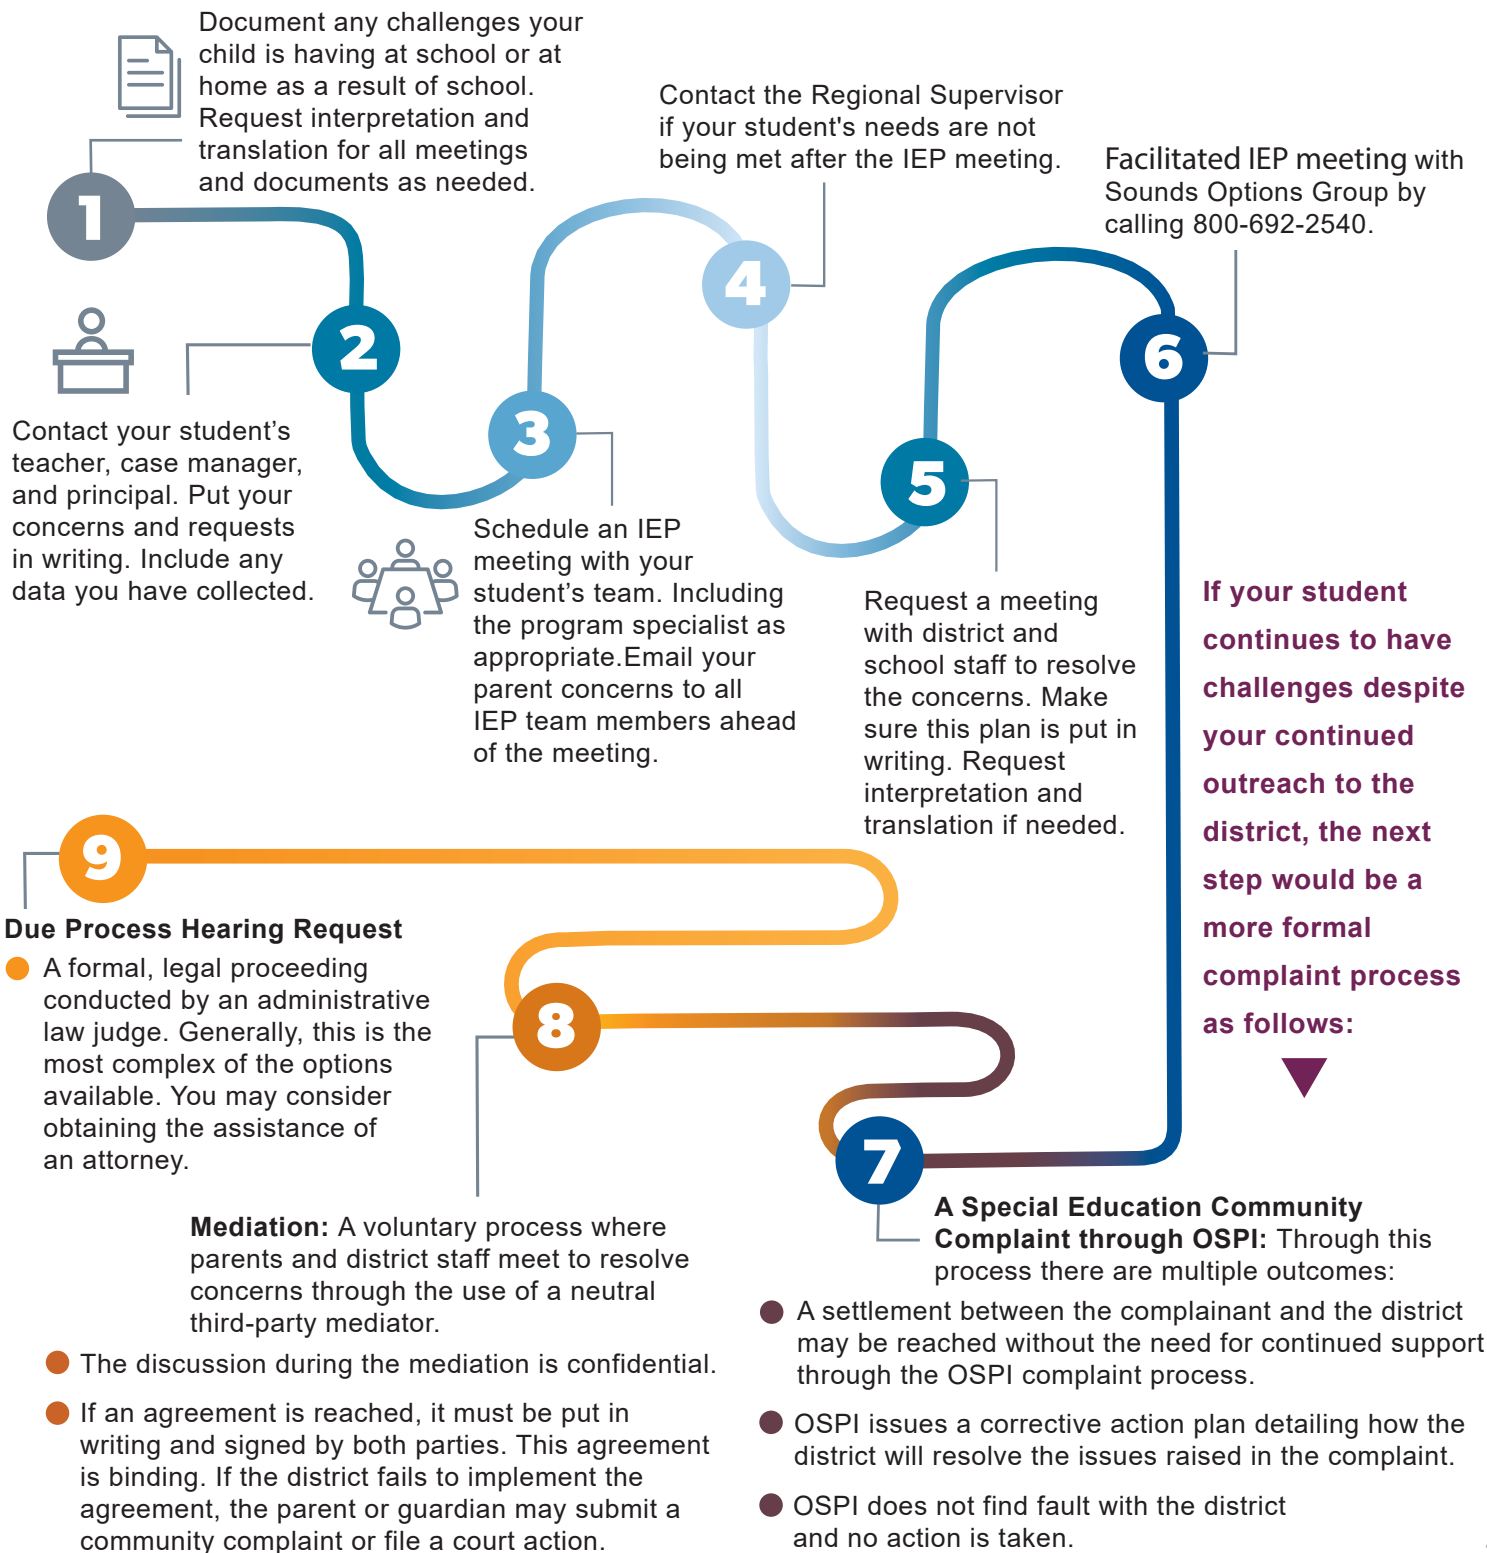 1
Document any challenges your
child is having at school or at
home as a result of school.
Request interpretation and
translation for all meetings
and documents as needed.
2
Contact your student’s
teacher, case manager,
and principal. Put your
concerns and requests
in writing. Include any
data you have collected.
3
Schedule an IEP
meeting with your
student’s team. Including
the program specialist as
appropriate.Email your
parent concerns to all
IEP team members ahead
of the meeting.
4
Contact the Regional Supervisor
if your student's needs are not
being met after the IEP meeting.
5
Request a meeting
with district and
school staff to resolve
the concerns. Make
sure this plan is put in
writing. Request
interpretation and
translation if needed.
6
Facilitated IEP meeting with
Sounds Options Group by
calling 800-692-2540.
If your student
continues to have
challenges despite
your continued
outreach to the
district, the next
step would be a
more formal
complaint process
as follows:
7
A Special Education Community
Complaint through OSPI: Through this
process there are multiple outcomes:
A settlement between the complainant and the district
may be reached without the need for continued support
through the OSPI complaint process.
OSPI issues a corrective action plan detailing how the
district will resolve the issues raised in the complaint.
OSPI does not find fault with the district
and no action is taken.
8
Mediation: A voluntary process where
parents and district staff meet to resolve
concerns through the use of a neutral
third-party mediator.
The discussion during the mediation is confidential.
If an agreement is reached, it must be put in
writing and signed by both parties. This agreement
is binding. If the district fails to implement the
agreement, the parent or guardian may submit a
community complaint or file a court action.
9
Due Process Hearing Request
A formal, legal proceeding
conducted by an administrative
law judge. Generally, this is the
most complex of the options
available. You may consider
obtaining the assistance of
an attorney.